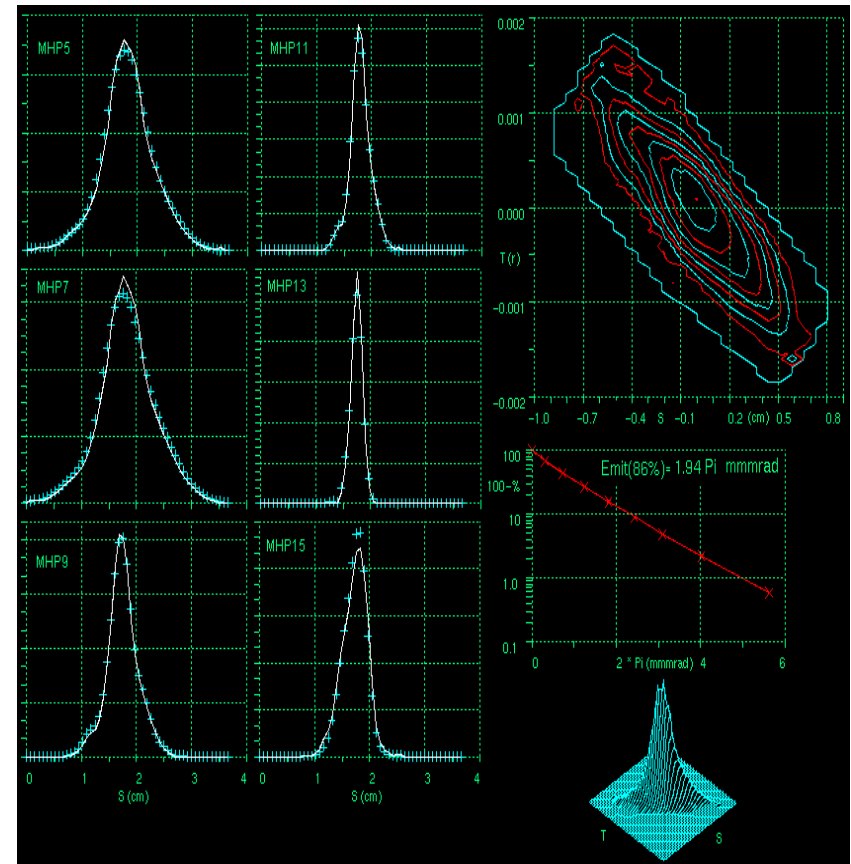 MHP5
MHP11
MHP7
MHP13
MHP9
MHP15
0 1 2 3 4
S (cm)
0 1 2 3 4
S (cm)
0.002
0.001
0.000
T(r)
-0.001
-0.002
-1.0 -0.7 -0.4 S -0.1 0.2 (cm) 0.5 0.8
Emit(86%)= 1.94 Pi mmmrad
100
100-%
10
1.0
0.1
0 2 * Pi (mmmrad) 4 6
T S